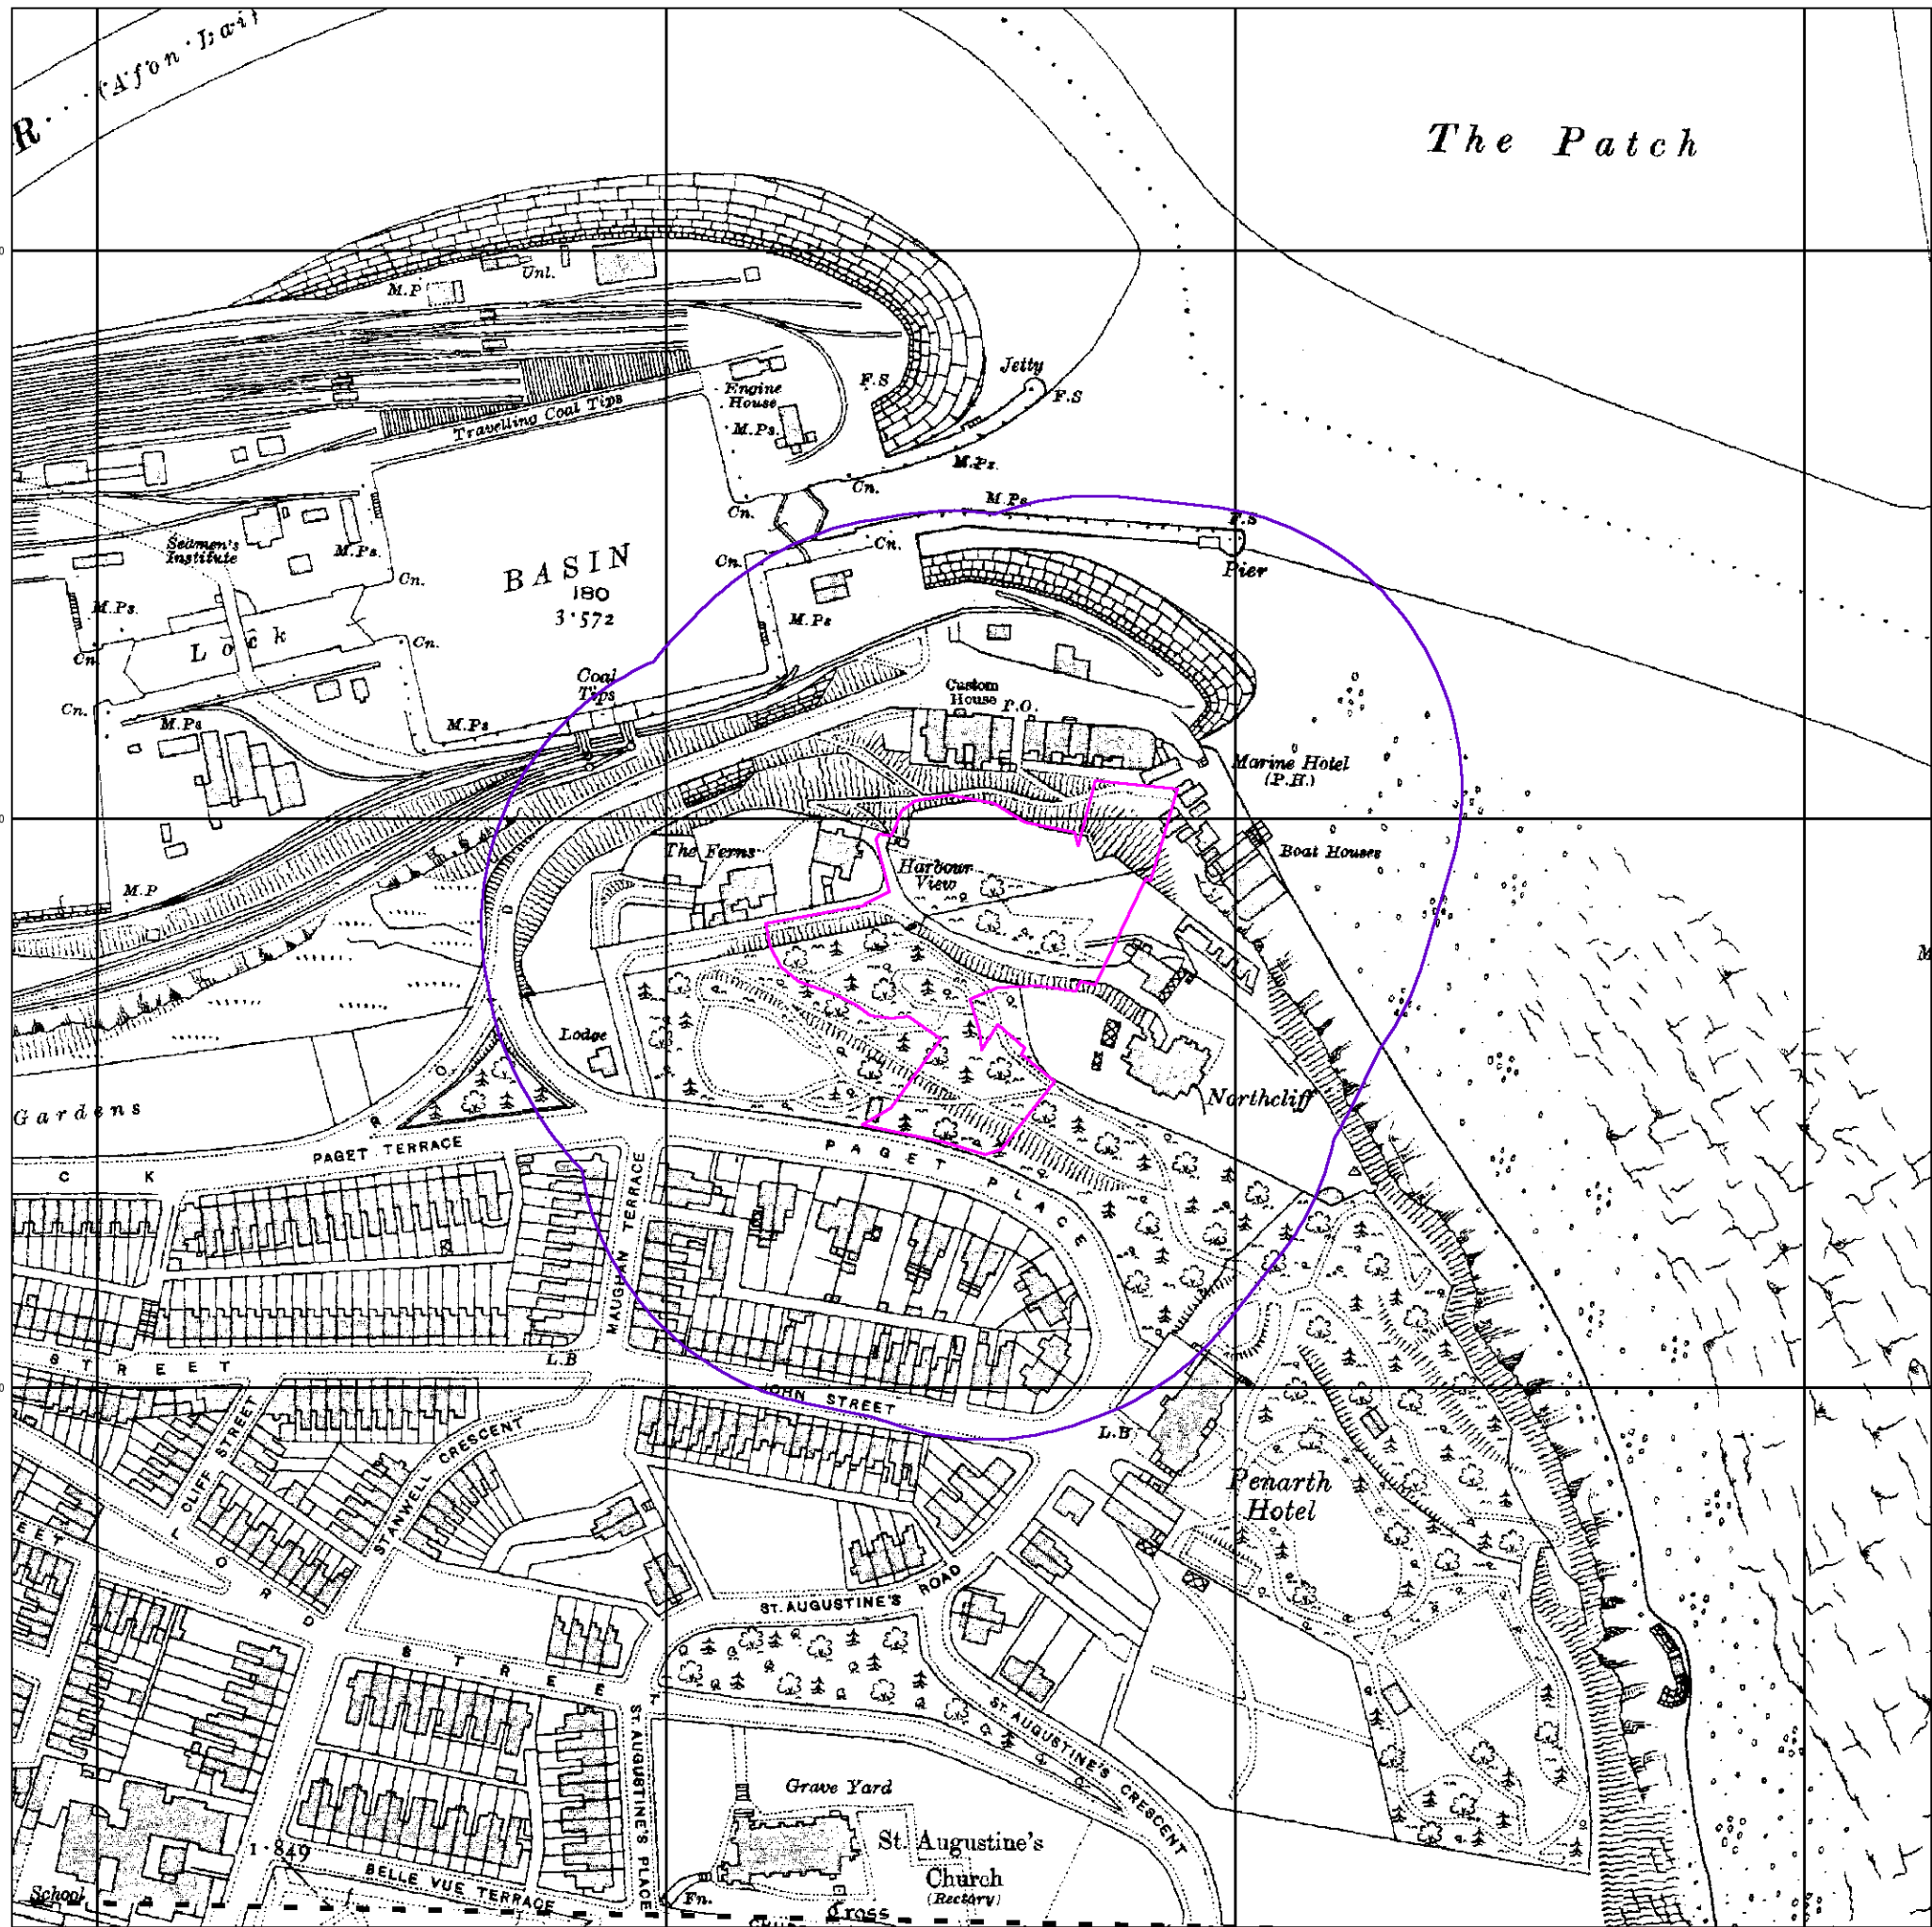 R.
(Afon Lai
The Patch
Unl.
M.P
Jetty
F.S
F.S
Engine
House
M.Ps.
Travelling Coal Tips
M.Ps.
Cn.
M.Ps
Cn.
F.S
Seamen's
Institute
M.Ps.
BASIN
180
3·572
Cn.
Cn.
Cn.
Pier
M.Ps.
M.Ps
Lock
Cn.
Cn.
Coal
Tips
Custom
House
P.O.
Cn.
M.Ps
M.Ps
Marine Hotel
(P.H.)
The Ferns
Boat Houses
Harbour
View
M.P
D
A
O
R
Lodge
Northcliff
Gardens
PAGET TERRACE
PAGET PLACE
C K
MAUGHAN TERRACE
STREET
L.B
JOHN STREET
L.B
CLIFF STREET
STANWELL CRESCENT
Penarth
Hotel
EET
LORD
STREET
ST. AUGUSTINE'S ROAD
ST. AUGUSTINE'S PLACE
ST. AUGUSTINE'S CRESCENT
Grave Yard
St. Augustine's
Church
(Rectory)
1·849
BELLE VUE TERRACE
School
Fn.
Cross